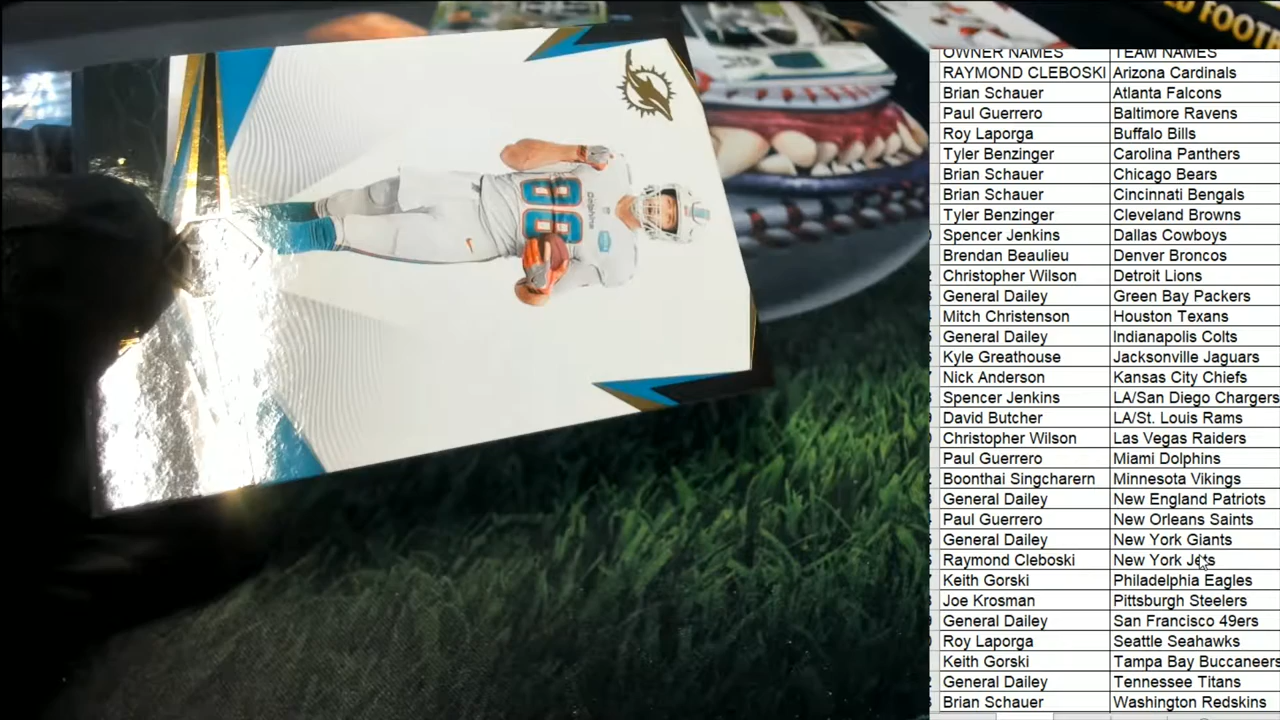 D FOOT
OWNER NAMES TEAM NAMES
RAYMOND CLEBOSKI Arizona Cardinals
Brian Schauer Atlanta Falcons
Paul Guerrero Baltimore Ravens
Roy Laporga Buffalo Bills
Tyler Benzinger Carolina Panthers
Brian Schauer Chicago Bears
Brian Schauer Cincinnati Bengals
Tyler Benzinger Cleveland Browns
Spencer Jenkins Dallas Cowboys
Brendan Beaulieu Denver Broncos
Christopher Wilson Detroit Lions
General Dailey Green Bay Packers
Mitch Christenson Houston Texans
General Dailey Indianapolis Colts
Kyle Greathouse Jacksonville Jaguars
Nick Anderson Kansas City Chiefs
Spencer Jenkins LA/San Diego Chargers
David Butcher LA/St. Louis Rams
Christopher Wilson Las Vegas Raiders
Paul Guerrero Miami Dolphins
Boonthai Singcharern Minnesota Vikings
General Dailey New England Patriots
Paul Guerrero New Orleans Saints
General Dailey New York Giants
Raymond Cleboski New York Jets
Keith Gorski Philadelphia Eagles
Joe Krosman Pittsburgh Steelers
General Dailey San Francisco 49ers
Roy Laporga Seattle Seahawks
Keith Gorski Tampa Bay Buccaneers
General Dailey Tennessee Titans
Brian Schauer Washington Redskins